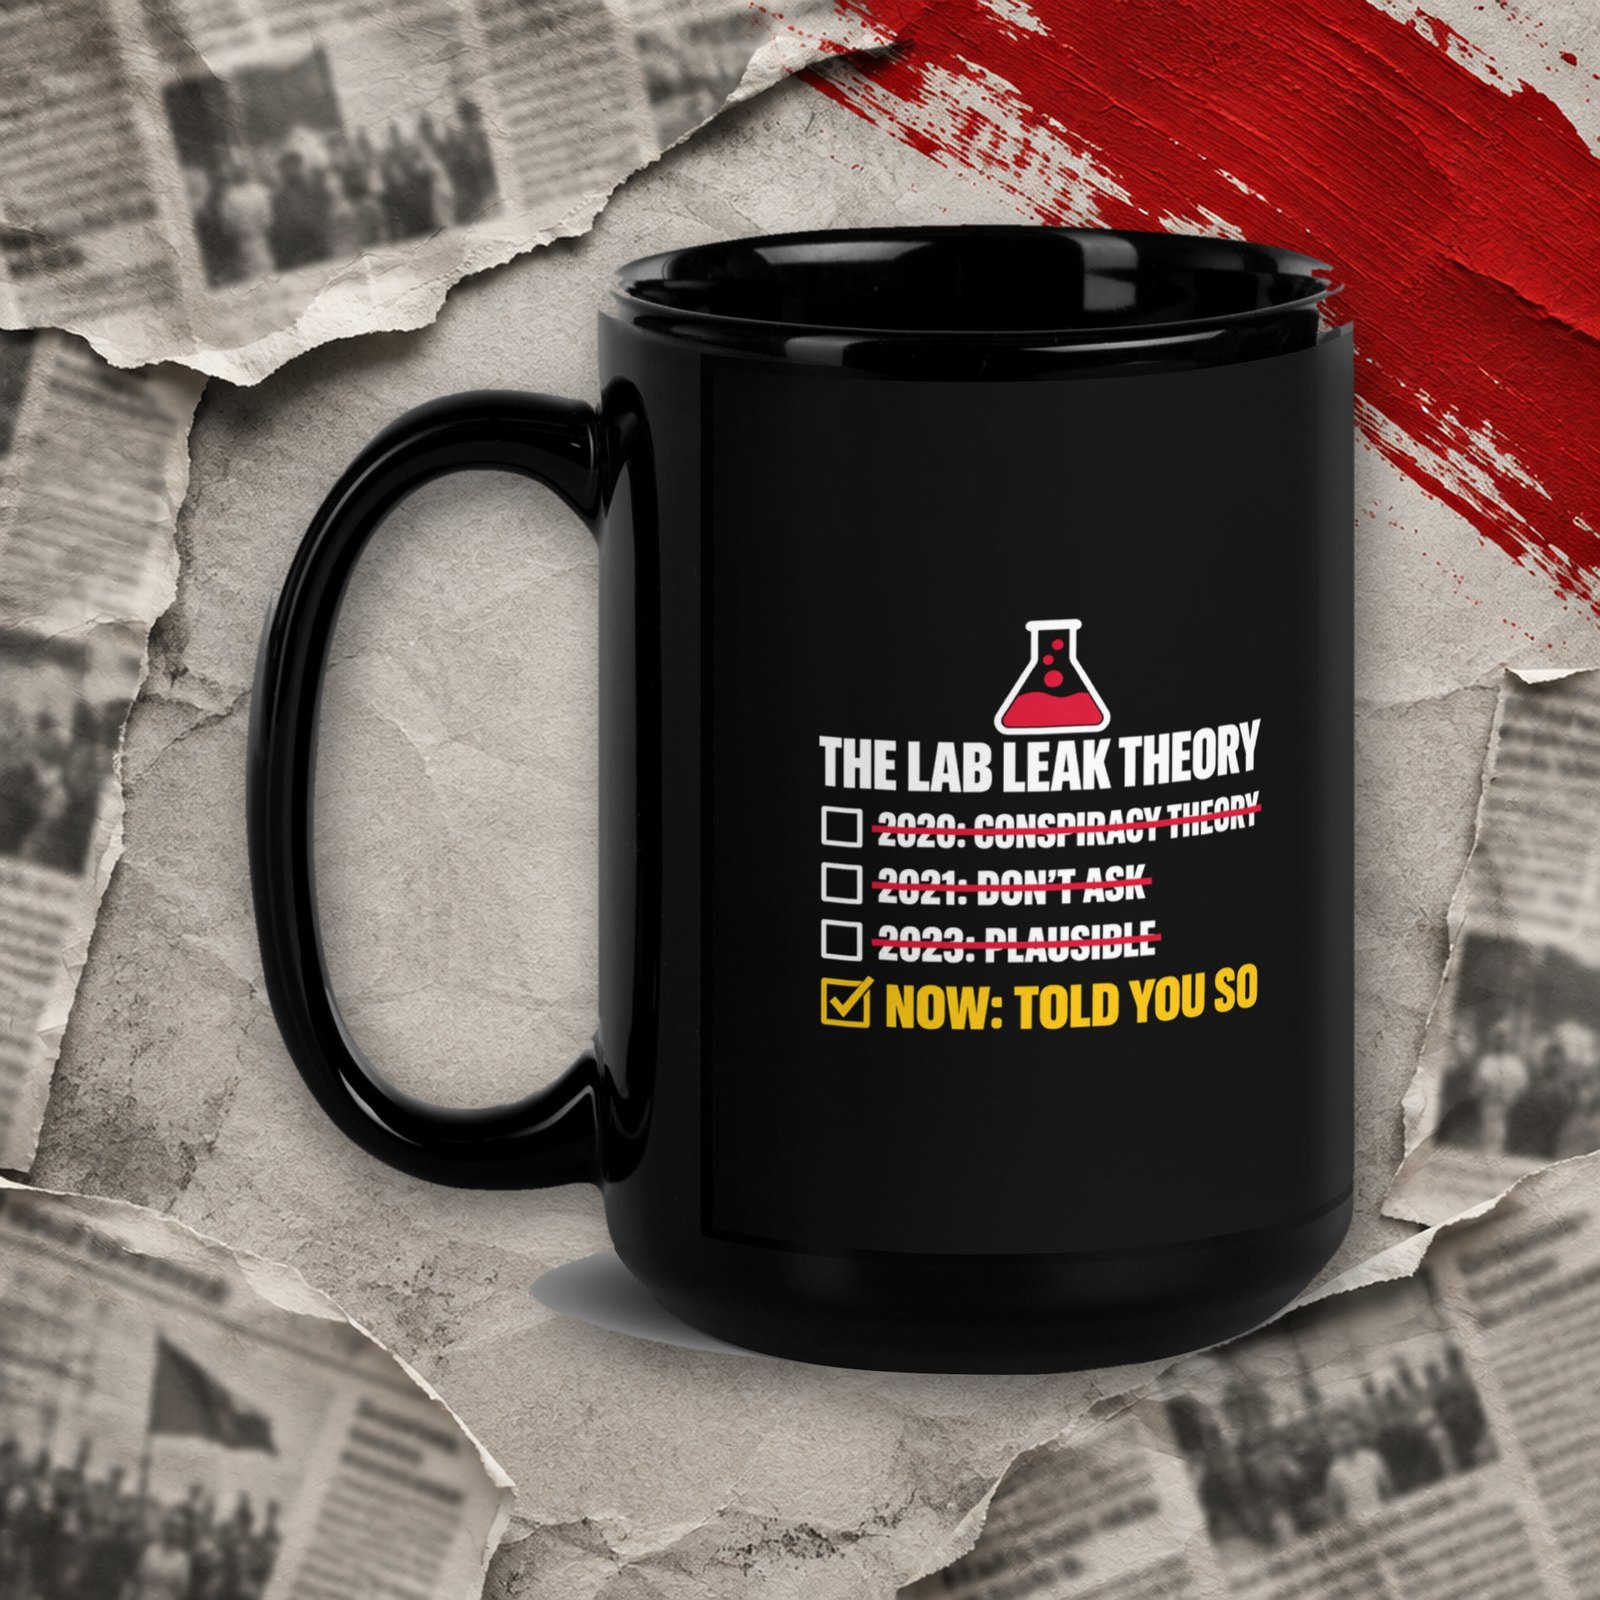 THE LAB LEAK THEORY
2020: CONSPIRACY THEORY
2021: DON'T ASK
2023: PLAUSIBLE
NOW: TOLD YOU SO